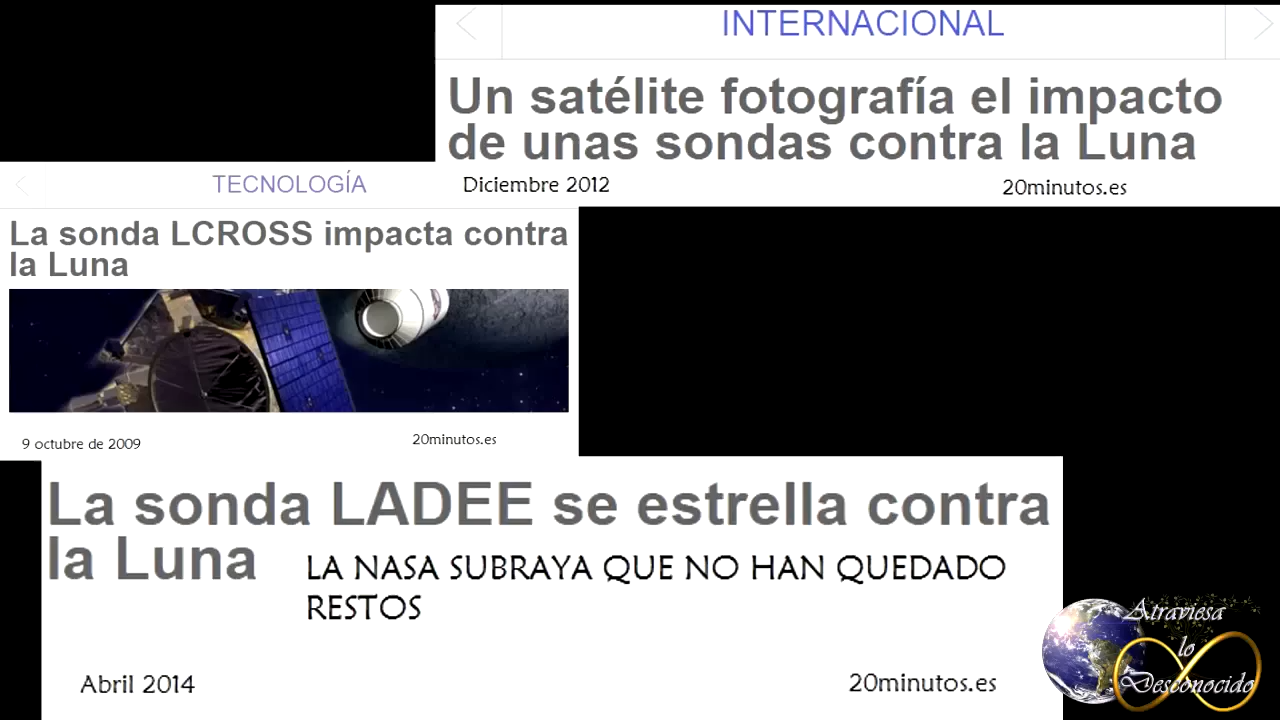 INTERNACIONAL
Un satélite fotografía el impacto
de unas sondas contra la Luna
Diciembre 2012
20minutos.es
TECNOLOGÍA
La sonda LCROSS impacta contra
la Luna
9 octubre de 2009
20minutos.es
La sonda LADEE se estrella contra
la Luna
LA NASA SUBRAYA QUE NO HAN QUEDADO
RESTOS
Abril 2014
20minutos.es
Atraviesa
lo
Desconocido